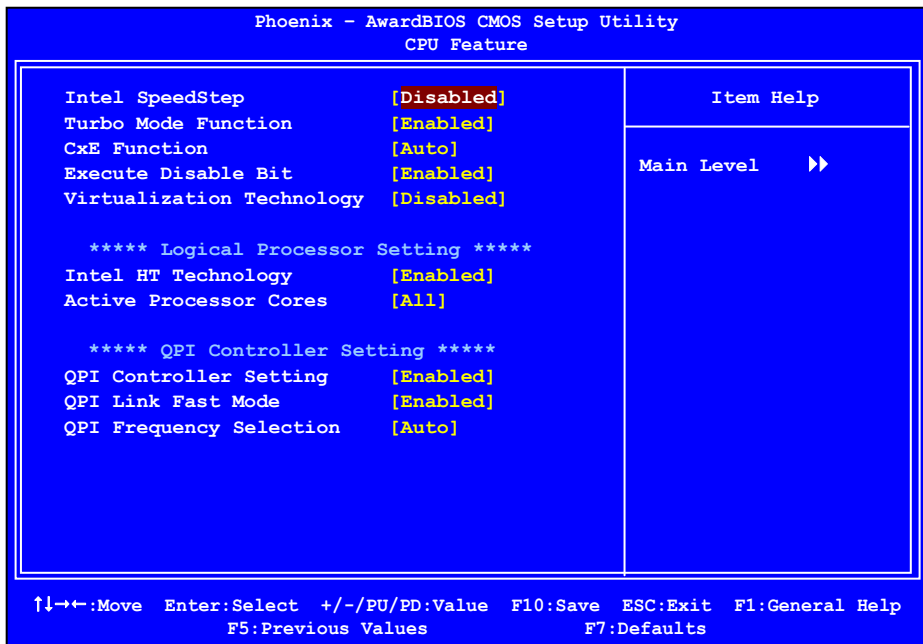 Phoenix – AwardBIOS CMOS Setup Utility
CPU Feature
Intel SpeedStep [Disabled]
Turbo Mode Function [Enabled]
CxE Function [Auto]
Execute Disable Bit [Enabled]
Virtualization Technology [Disabled]
***** Logical Processor Setting *****
Intel HT Technology [Enabled]
Active Processor Cores [All]
***** QPI Controller Setting *****
QPI Controller Setting [Enabled]
QPI Link Fast Mode [Enabled]
QPI Frequency Selection [Auto]
Item Help
Main Level ▶▶
↑↓→←:Move Enter:Select +/-/PU/PD:Value F10:Save ESC:Exit F1:General Help
F5:Previous Values F7:Defaults